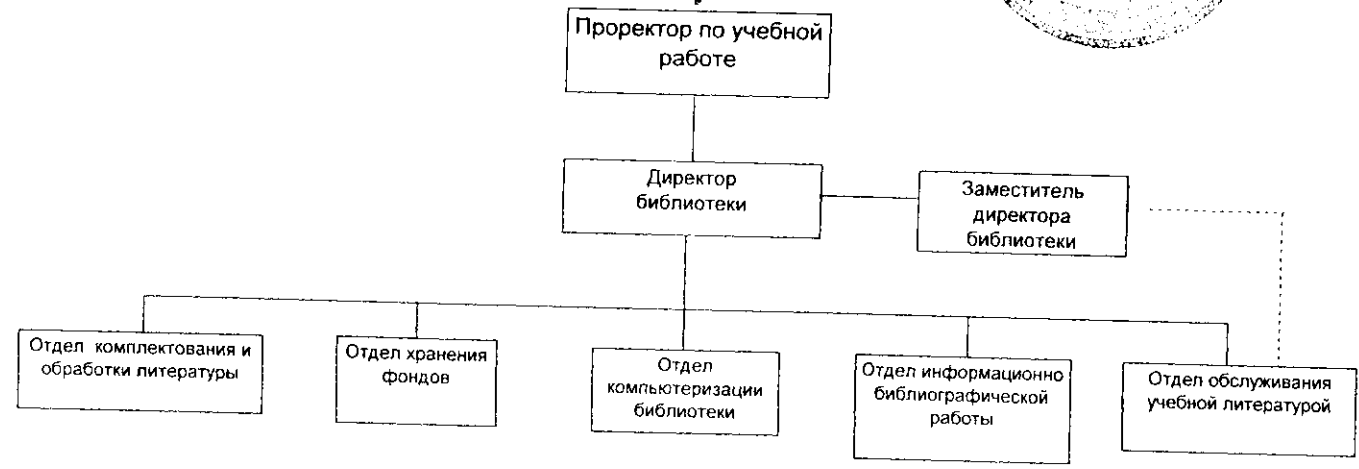 Проректор по учебной
работе
Директор
библиотеки
Заместитель
директора
библиотеки
Отдел комплектования и
обработки литературы
Отдел хранения
фондов
Отдел
компьютеризации
библиотеки
Отдел информационно
библиографической
работы
Отдел обслуживания
учебной литературой